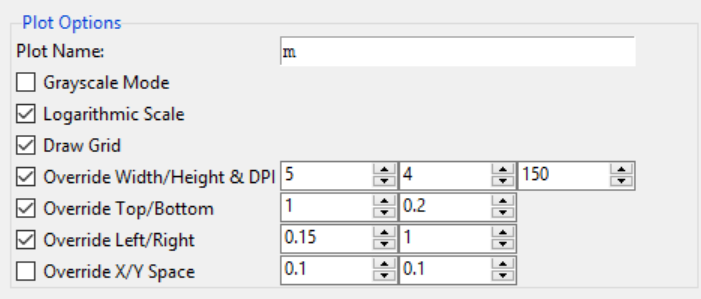 Plot Options
Plot Name: m
Grayscale Mode
Logarithmic Scale
Draw Grid
Override Width/Height & DPI 5 4 150
Override Top/Bottom 1 0.2
Override Left/Right 0.15 1
Override X/Y Space 0.1 0.1